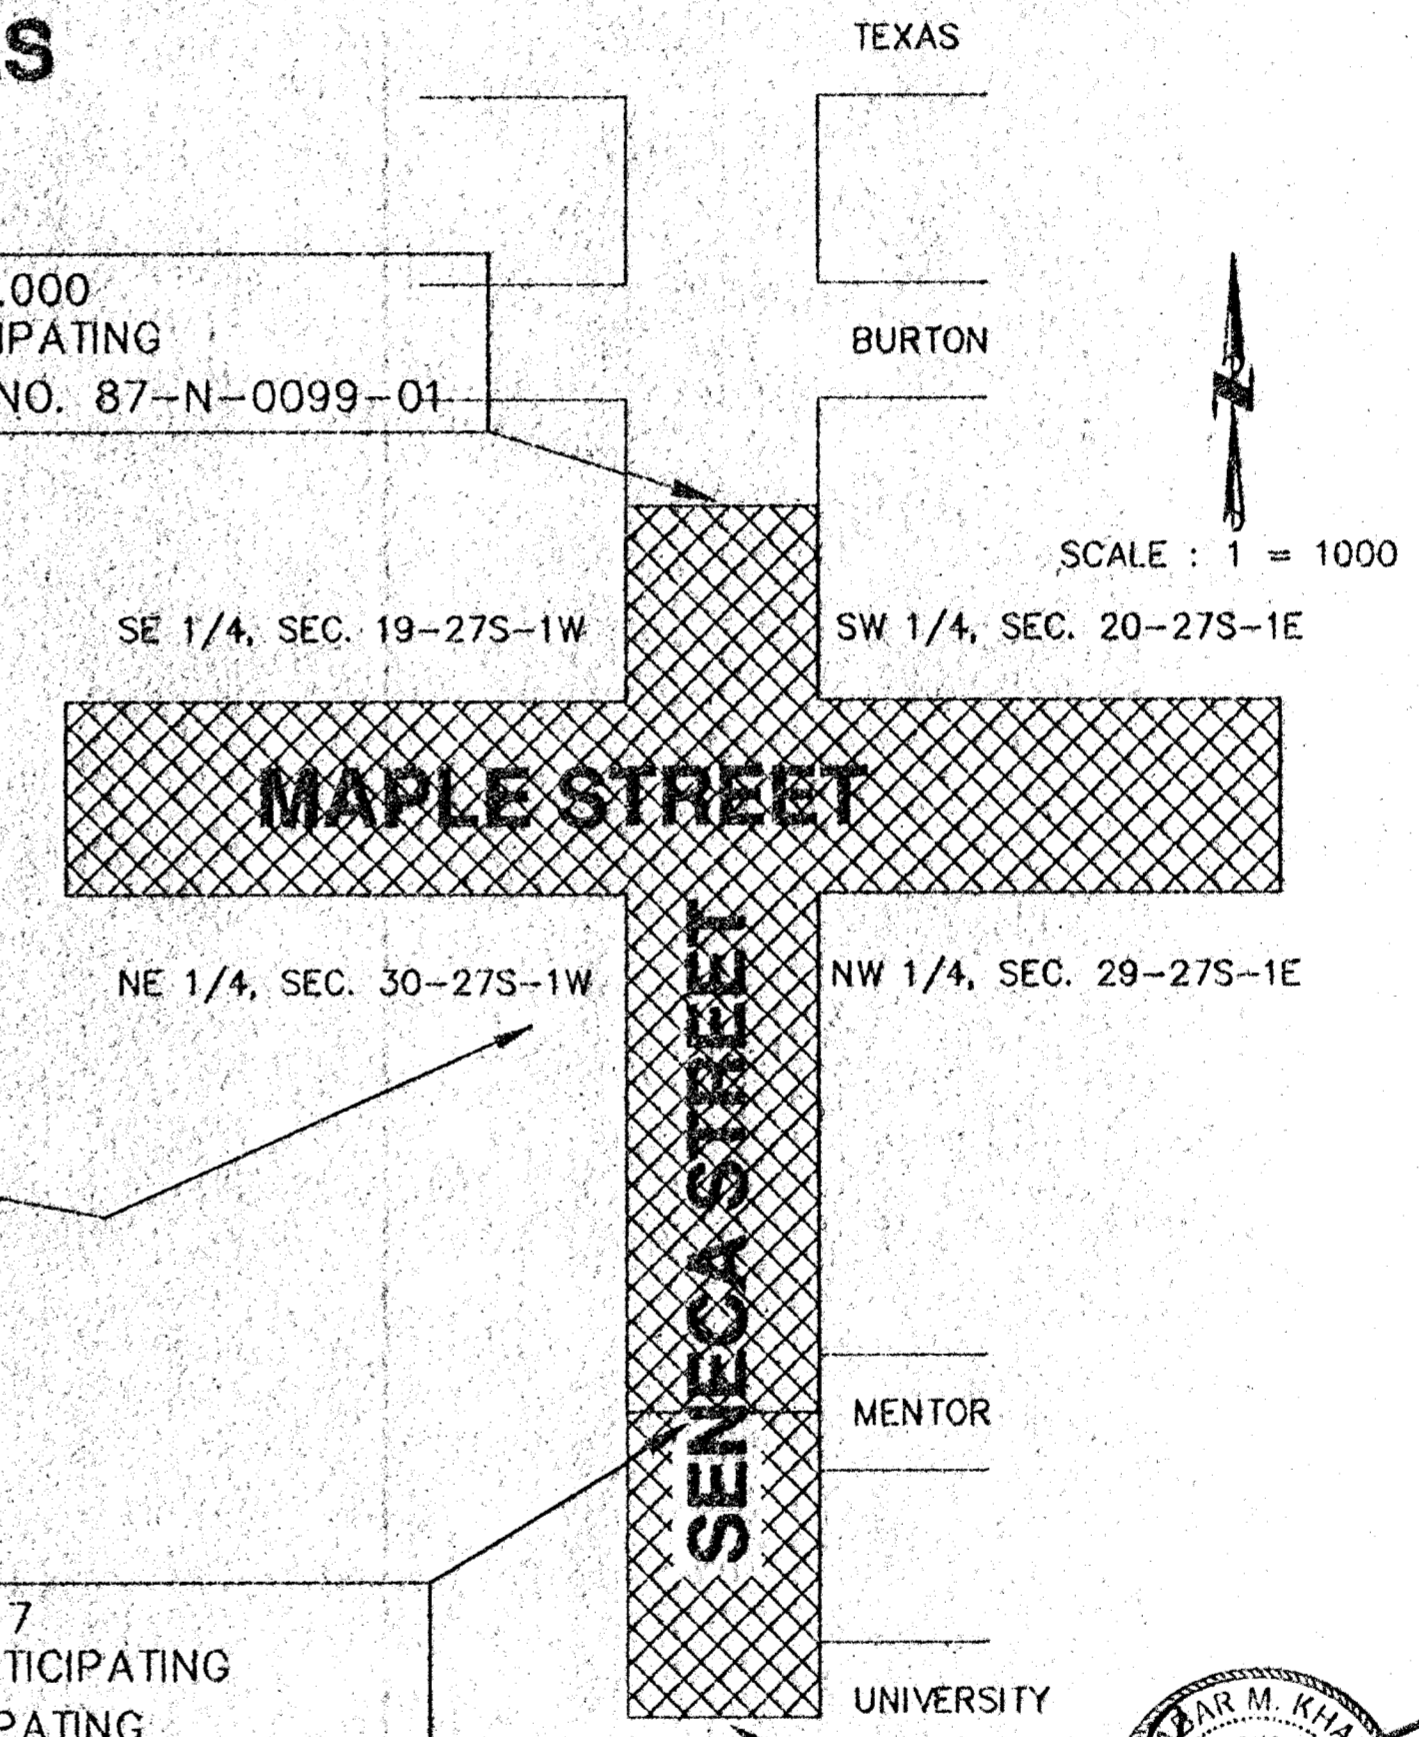 S
TEXAS
.000
IPATING
NO. 87-N-0099-01
BURTON
N
SCALE : 1 = 1000
SE 1/4, SEC. 19-27S-1W
SW 1/4, SEC. 20-27S-1E
MAPLE STREET
NE 1/4, SEC. 30-27S-1W
NW 1/4, SEC. 29-27S-1E
SENECA STREET
MENTOR
7
TICIPATING
PATING
UNIVERSITY
BAR M. KHA